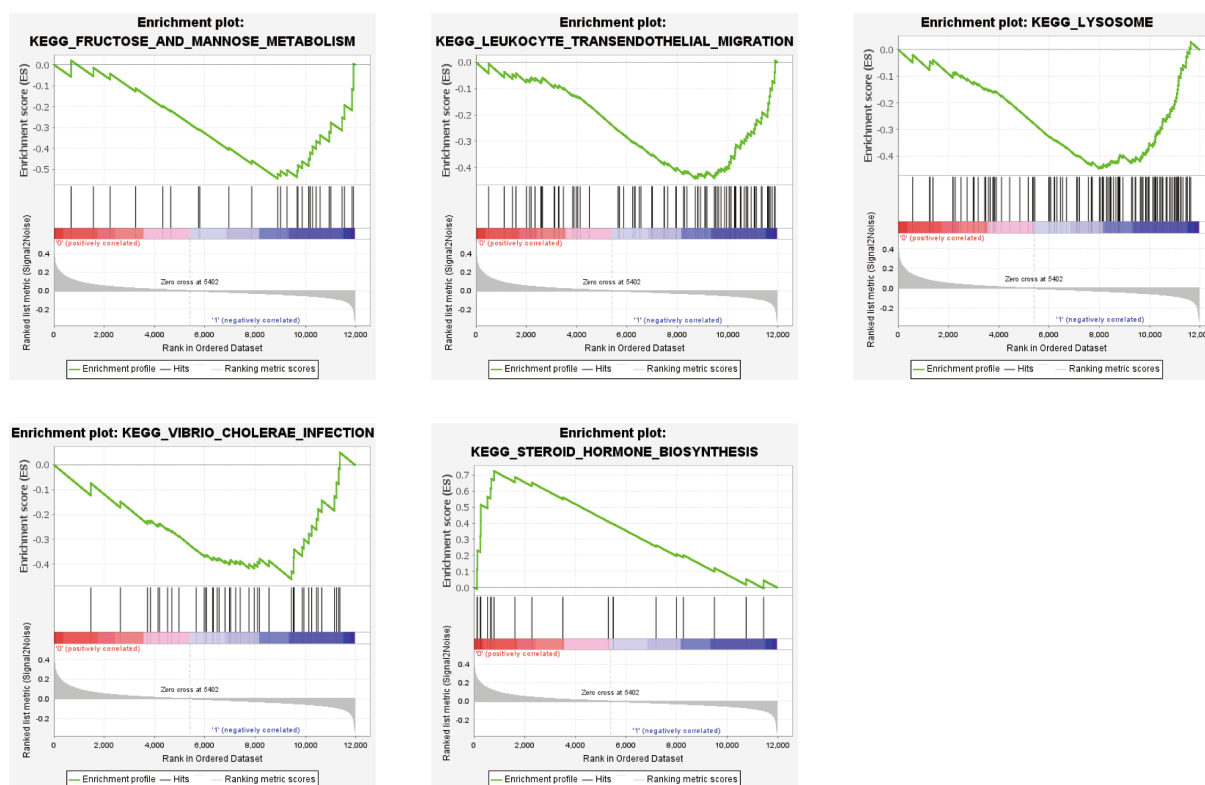 Enrichment plot:
KEGG_FRUCTOSE_AND_MANNOSE_METABOLISM
Enrichment score (ES)
0.0
-0.1
-0.2
-0.3
-0.4
-0.5
'0' (positively correlated)
Ranked list metric (Signal2Noise)
0.4
0.2
0.0
-0.2
Zero cross at 5402
'1' (negatively correlated)
0 2,000 4,000 6,000 8,000 10,000 12,000
Rank in Ordered Dataset
Enrichment profile Hits Ranking metric scores
Enrichment plot:
KEGG_LEUKOCYTE_TRANSENDOTHELIAL_MIGRATION
Enrichment score (ES)
0.0
-0.1
-0.2
-0.3
-0.4
'0' (positively correlated)
Ranked list metric (Signal2Noise)
0.4
0.2
0.0
-0.2
Zero cross at 5402
'1' (negatively correlated)
0 2,000 4,000 6,000 8,000 10,000 12,000
Rank in Ordered Dataset
Enrichment profile Hits Ranking metric scores
Enrichment plot: KEGG_LYSOSOME
Enrichment score (ES)
0.0
-0.1
-0.2
-0.3
-0.4
'0' (positively correlated)
Ranked list metric (Signal2Noise)
0.4
0.2
0.0
-0.2
Zero cross at 5402
'1' (negatively correlated)
0 2,000 4,000 6,000 8,000 10,000 12,000
Rank in Ordered Dataset
Enrichment profile Hits Ranking metric scores
Enrichment plot: KEGG_VIBRIO_CHOLERAE_INFECTION
Enrichment score (ES)
0.0
-0.1
-0.2
-0.3
-0.4
'0' (positively correlated)
Ranked list metric (Signal2Noise)
0.4
0.2
0.0
-0.2
Zero cross at 5402
'1' (negatively correlated)
0 2,000 4,000 6,000 8,000 10,000 12,000
Rank in Ordered Dataset
Enrichment profile Hits Ranking metric scores
Enrichment plot:
KEGG_STEROID_HORMONE_BIOSYNTHESIS
Enrichment score (ES)
0.7
0.6
0.5
0.4
0.3
0.2
0.1
0.0
'0' (positively correlated)
Ranked list metric (Signal2Noise)
0.4
0.2
0.0
-0.2
Zero cross at 5402
'1' (negatively correlated)
0 2,000 4,000 6,000 8,000 10,000 12,000
Rank in Ordered Dataset
Enrichment profile Hits Ranking metric scores